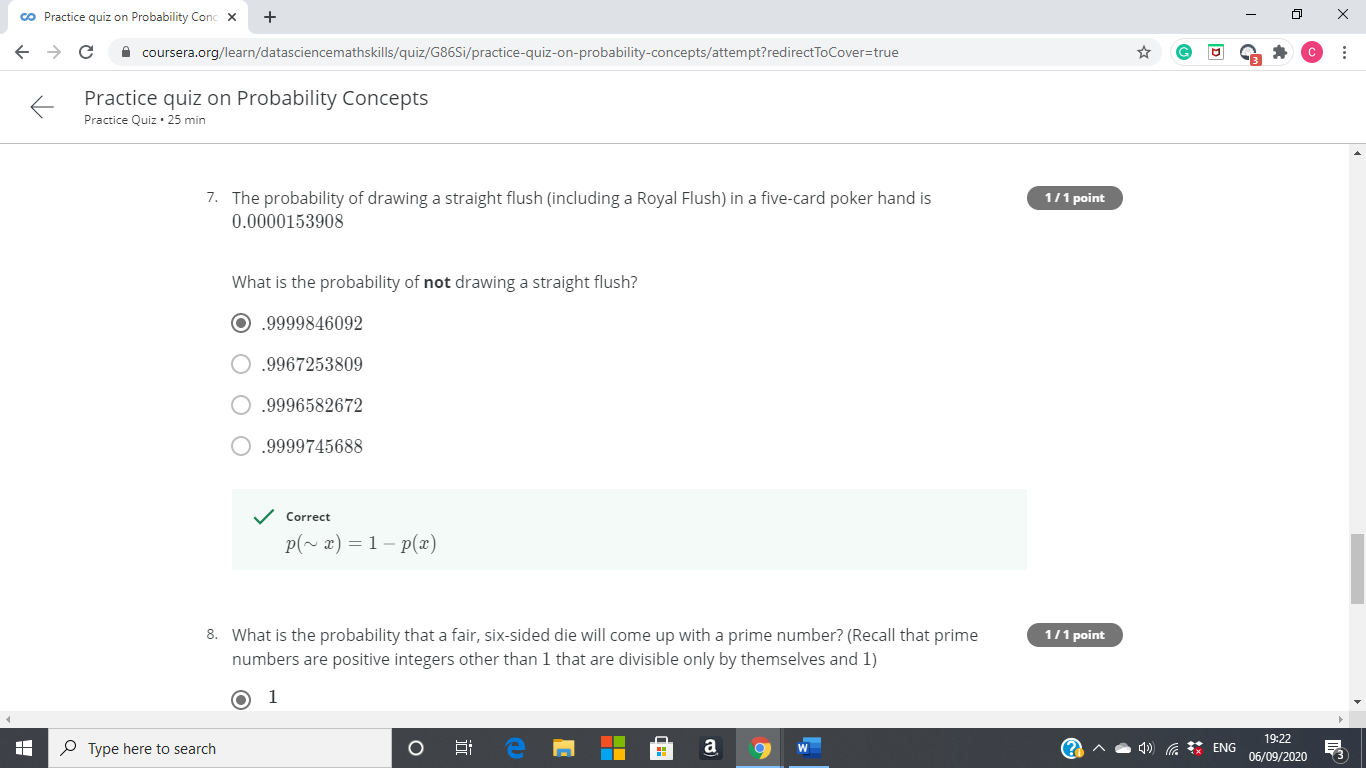 Practice quiz on Probability Conc
coursera.org/learn/datasciencemathskills/quiz/G86Si/practice-quiz-on-probability-concepts/attempt?redirectToCover=true
3
C
Practice quiz on Probability Concepts
Practice Quiz • 25 min
7. The probability of drawing a straight flush (including a Royal Flush) in a five-card poker hand is
0.0000153908
1 / 1 point
What is the probability of not drawing a straight flush?
.9999846092
.9967253809
.9996582672
.9999745688
Correct
p(∼ x) = 1 − p(x)
8. What is the probability that a fair, six-sided die will come up with a prime number? (Recall that prime
numbers are positive integers other than 1 that are divisible only by themselves and 1)
1 / 1 point
1
Type here to search
ENG
19:22
06/09/2020
3